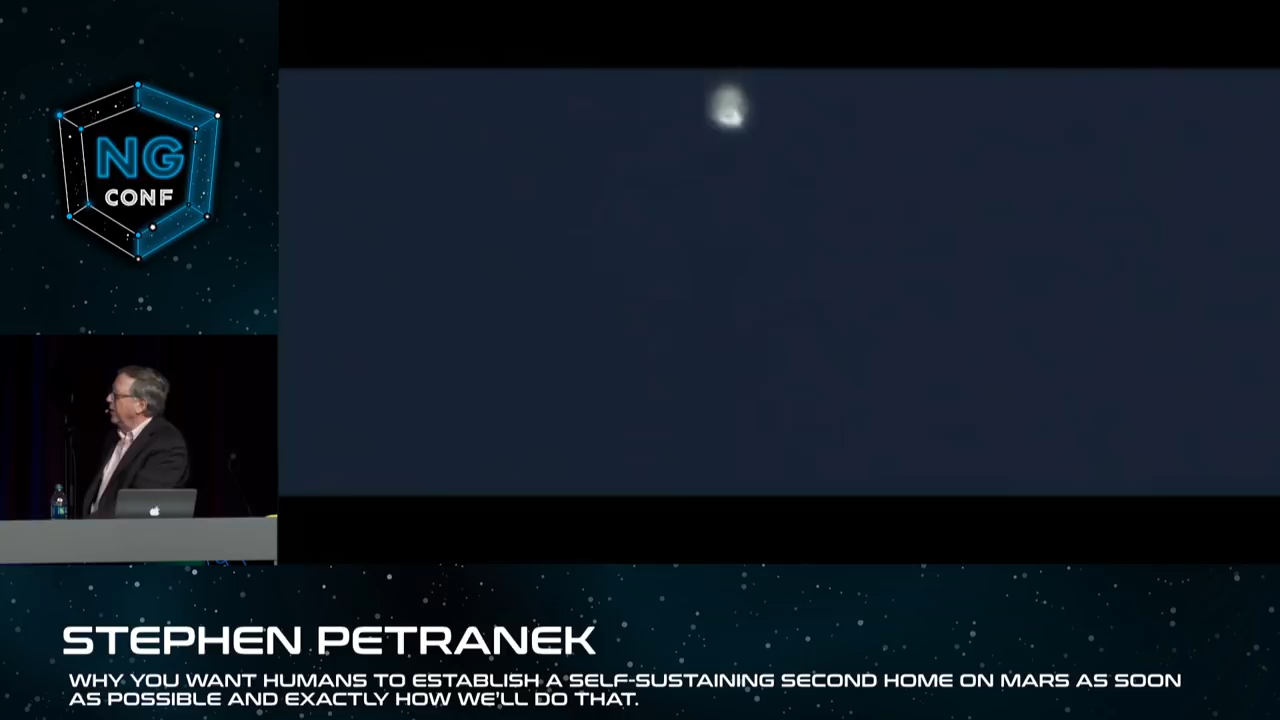 NG
CONF
STEPHEN PETRANEK
WHY YOU WANT HUMANS TO ESTABLISH A SELF-SUSTAINING SECOND HOME ON MARS AS SOON
AS POSSIBLE AND EXACTLY HOW WE'LL DO THAT.